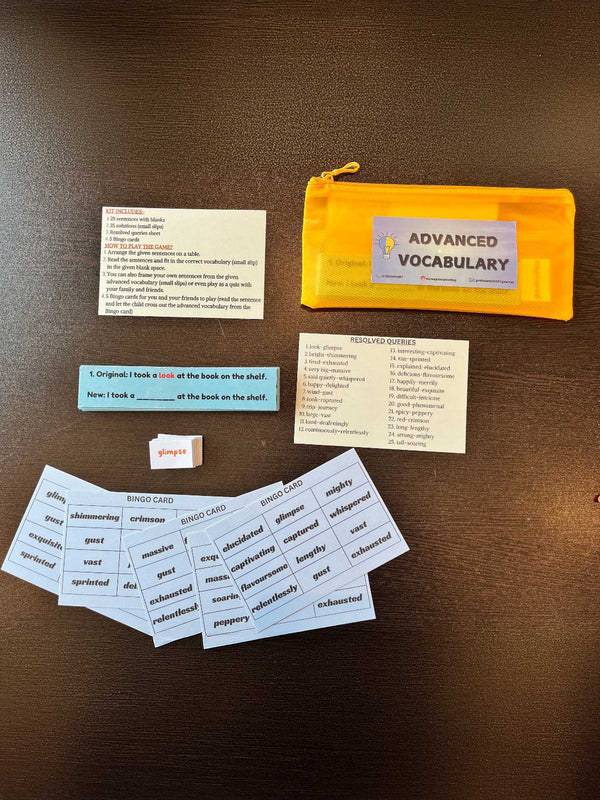 KIT INCLUDES:-
1. 25 sentences with blanks
2. 25 solutions (small slips)
3. Resolved queries sheet
4. 5 Bingo cards
HOW TO PLAY THE GAME?
1. Arrange the given sentences on a table.
2. Read the sentences and fit in the correct vocabulary (small slip)
in the given blank space.
3. You can also frame your own sentences from the given
advanced vocabulary (small slips) or even play as a quiz with
your family and friends.
4. 5 Bingo cards for you and your friends to play (read the sentence
and let the child cross out the advanced vocabulary from the
Bingo card)
ADVANCED
VOCABULARY
1. Original: I took a look at the book on the shelf.
New: I took a __________ at the book on the shelf.
glimpse
RESOLVED QUERIES
1. look-glimpse
2. bright-shimmering
3. tired-exhausted
4. very big-massive
5. said quietly-whispered
6. happy-delighted
7. wind-gust
8. took-captured
9. trip-journey
10. large-vast
11. loud-deafeningly
12. continuously-relentlessly
13. interesting-captivating
14. ran-sprinted
15. explained-elucidated
16. delicious-flavoursome
17. happily-merrily
18. beautiful-exquisite
19. difficult-intricate
20. good-phenomenal
21. spicy-peppery
22. red-crimson
23. long-lengthy
24. strong-mighty
25. tall-soaring
gust
sprinted
BINGO CARD
shimmering crimson
gust
vast
sprinted
BINGO CARD
massive
gust
exhausted
relentlessly
peppery
exhausted
BINGO CARD
elucidated glimpse mighty
captivating captured whispered
flavoursome lengthy vast
relentlessly gust exhausted